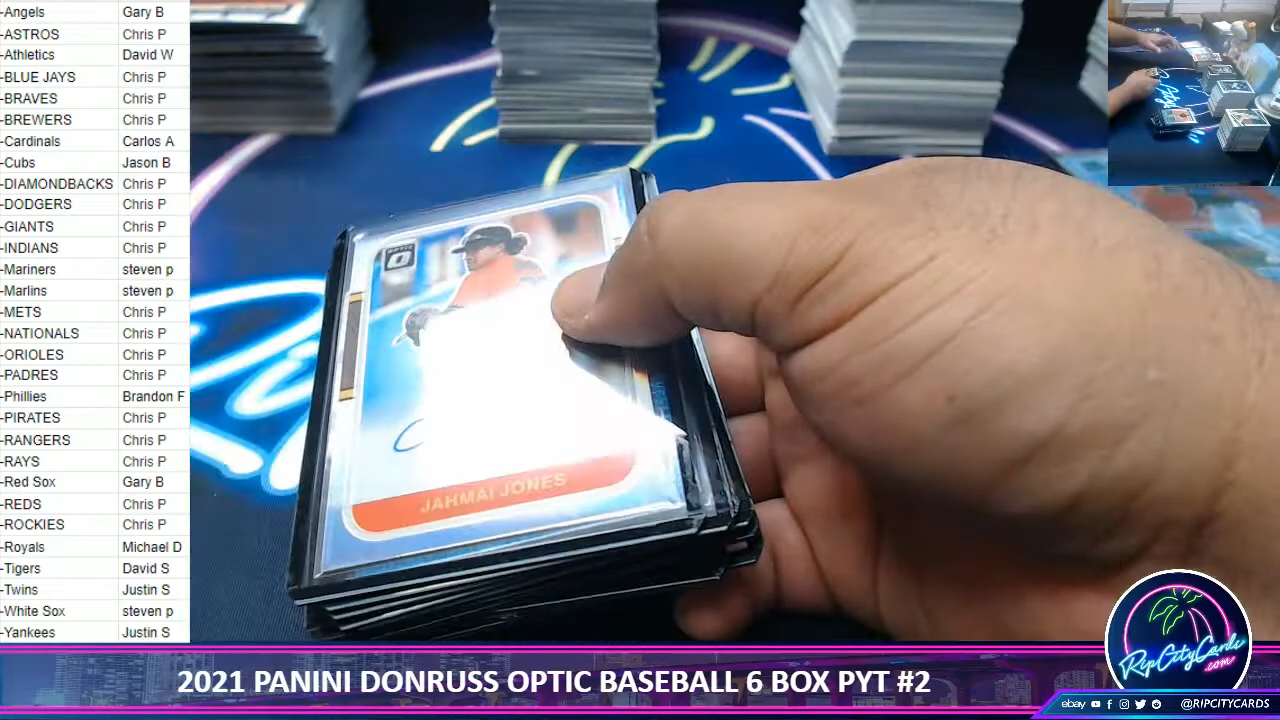 -Angels Gary B
-ASTROS Chris P
-Athletics David W
-BLUE JAYS Chris P
-BRAVES Chris P
-BREWERS Chris P
-Cardinals Carlos A
-Cubs Jason B
-DIAMONDBACKS Chris P
-DODGERS Chris P
-GIANTS Chris P
-INDIANS Chris P
-Mariners steven p
-Marlins steven p
-METS Chris P
-NATIONALS Chris P
-ORIOLES Chris P
-PADRES Chris P
-Phillies Brandon F
-PIRATES Chris P
-RANGERS Chris P
-RAYS Chris P
-Red Sox Gary B
-REDS Chris P
-ROCKIES Chris P
-Royals Michael D
-Tigers David S
-Twins Justin S
-White Sox steven p
-Yankees Justin S
OPTIC
JAHMAI JONES
2021 PANINI DONRUSS OPTIC BASEBALL 6 BOX PYT #2
RipCityCards
.com
ebay @RIPCITYCARDS